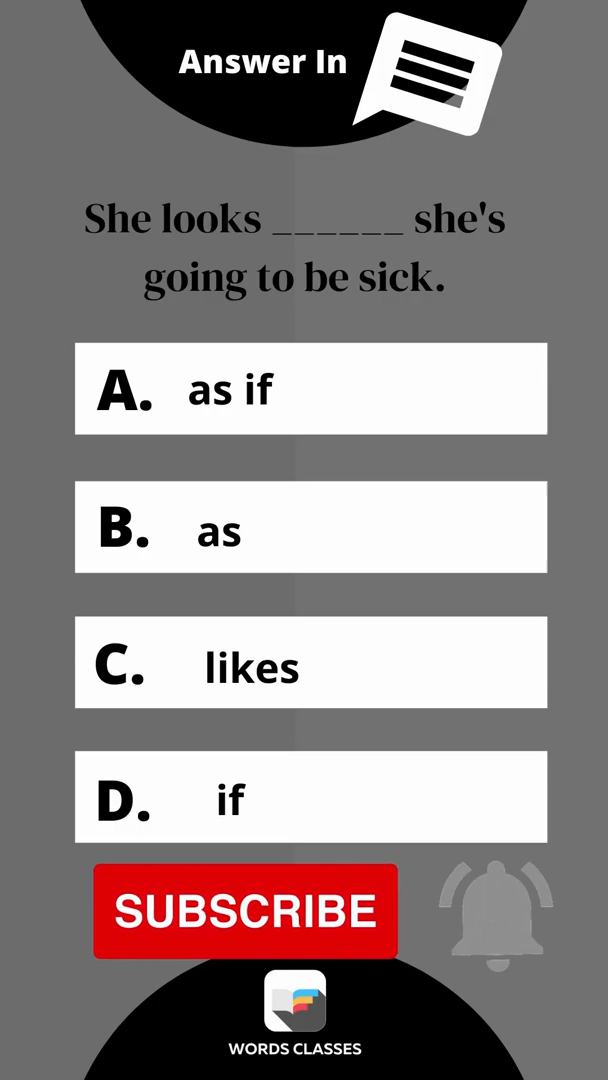 Answer In
She looks ______ she's
going to be sick.
A. as if
B. as
C. likes
D. if
SUBSCRIBE
WORDS CLASSES